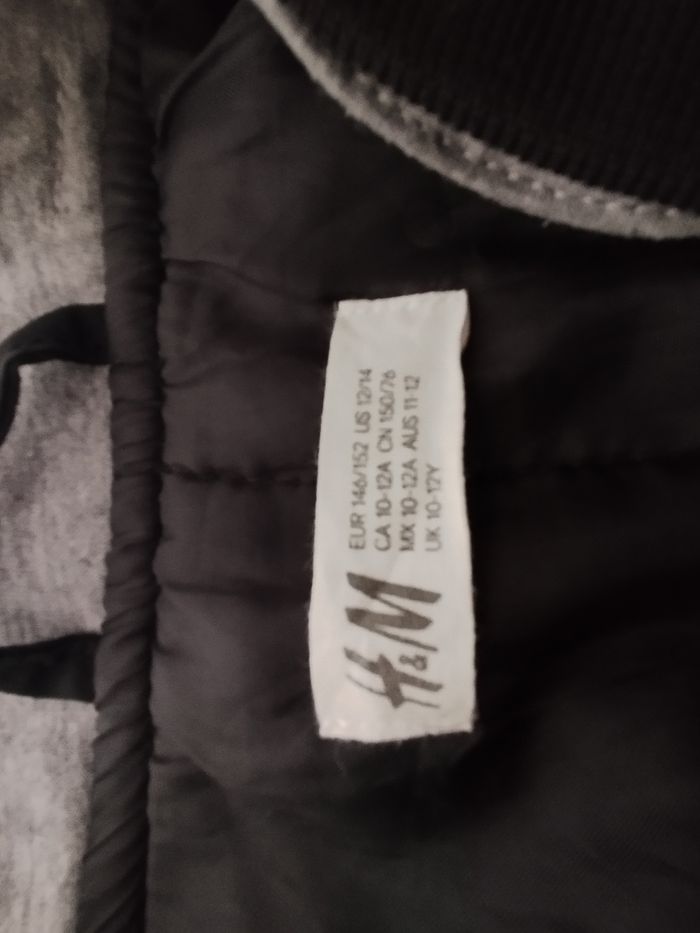 H&M
EUR 146/152 US 12/14
CA 10-12A CN 150/76
MX 10-12A AUS 11-12
UK 10-12Y